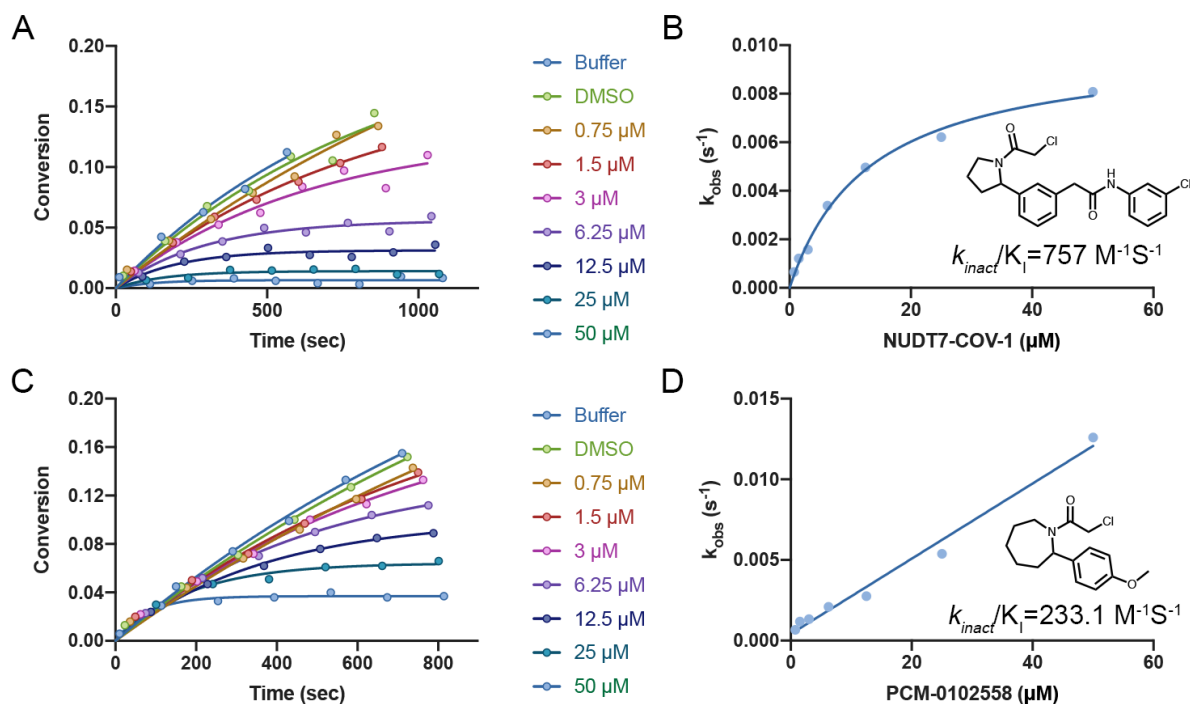 A
0.20
0.15
0.10
0.05
0.00
0
500
1000
Conversion
Time (sec)
Buffer
DMSO
0.75 µM
1.5 µM
3 µM
6.25 µM
12.5 µM
25 µM
50 µM
B
0.010
0.008
0.006
0.004
0.002
0.000
0
20
40
60
kobs (s-1)
NUDT7-COV-1 (µM)
O
Cl
N
H
N
O
Cl
kinact/KI=757 M-1S-1
C
0.20
0.16
0.12
0.08
0.04
0.00
0
200
400
600
800
Conversion
Time (sec)
Buffer
DMSO
0.75 µM
1.5 µM
3 µM
6.25 µM
12.5 µM
25 µM
50 µM
D
0.015
0.010
0.005
0.000
0
20
40
60
kobs (s-1)
PCM-0102558 (µM)
O
Cl
N
O
kinact/KI=233.1 M-1S-1